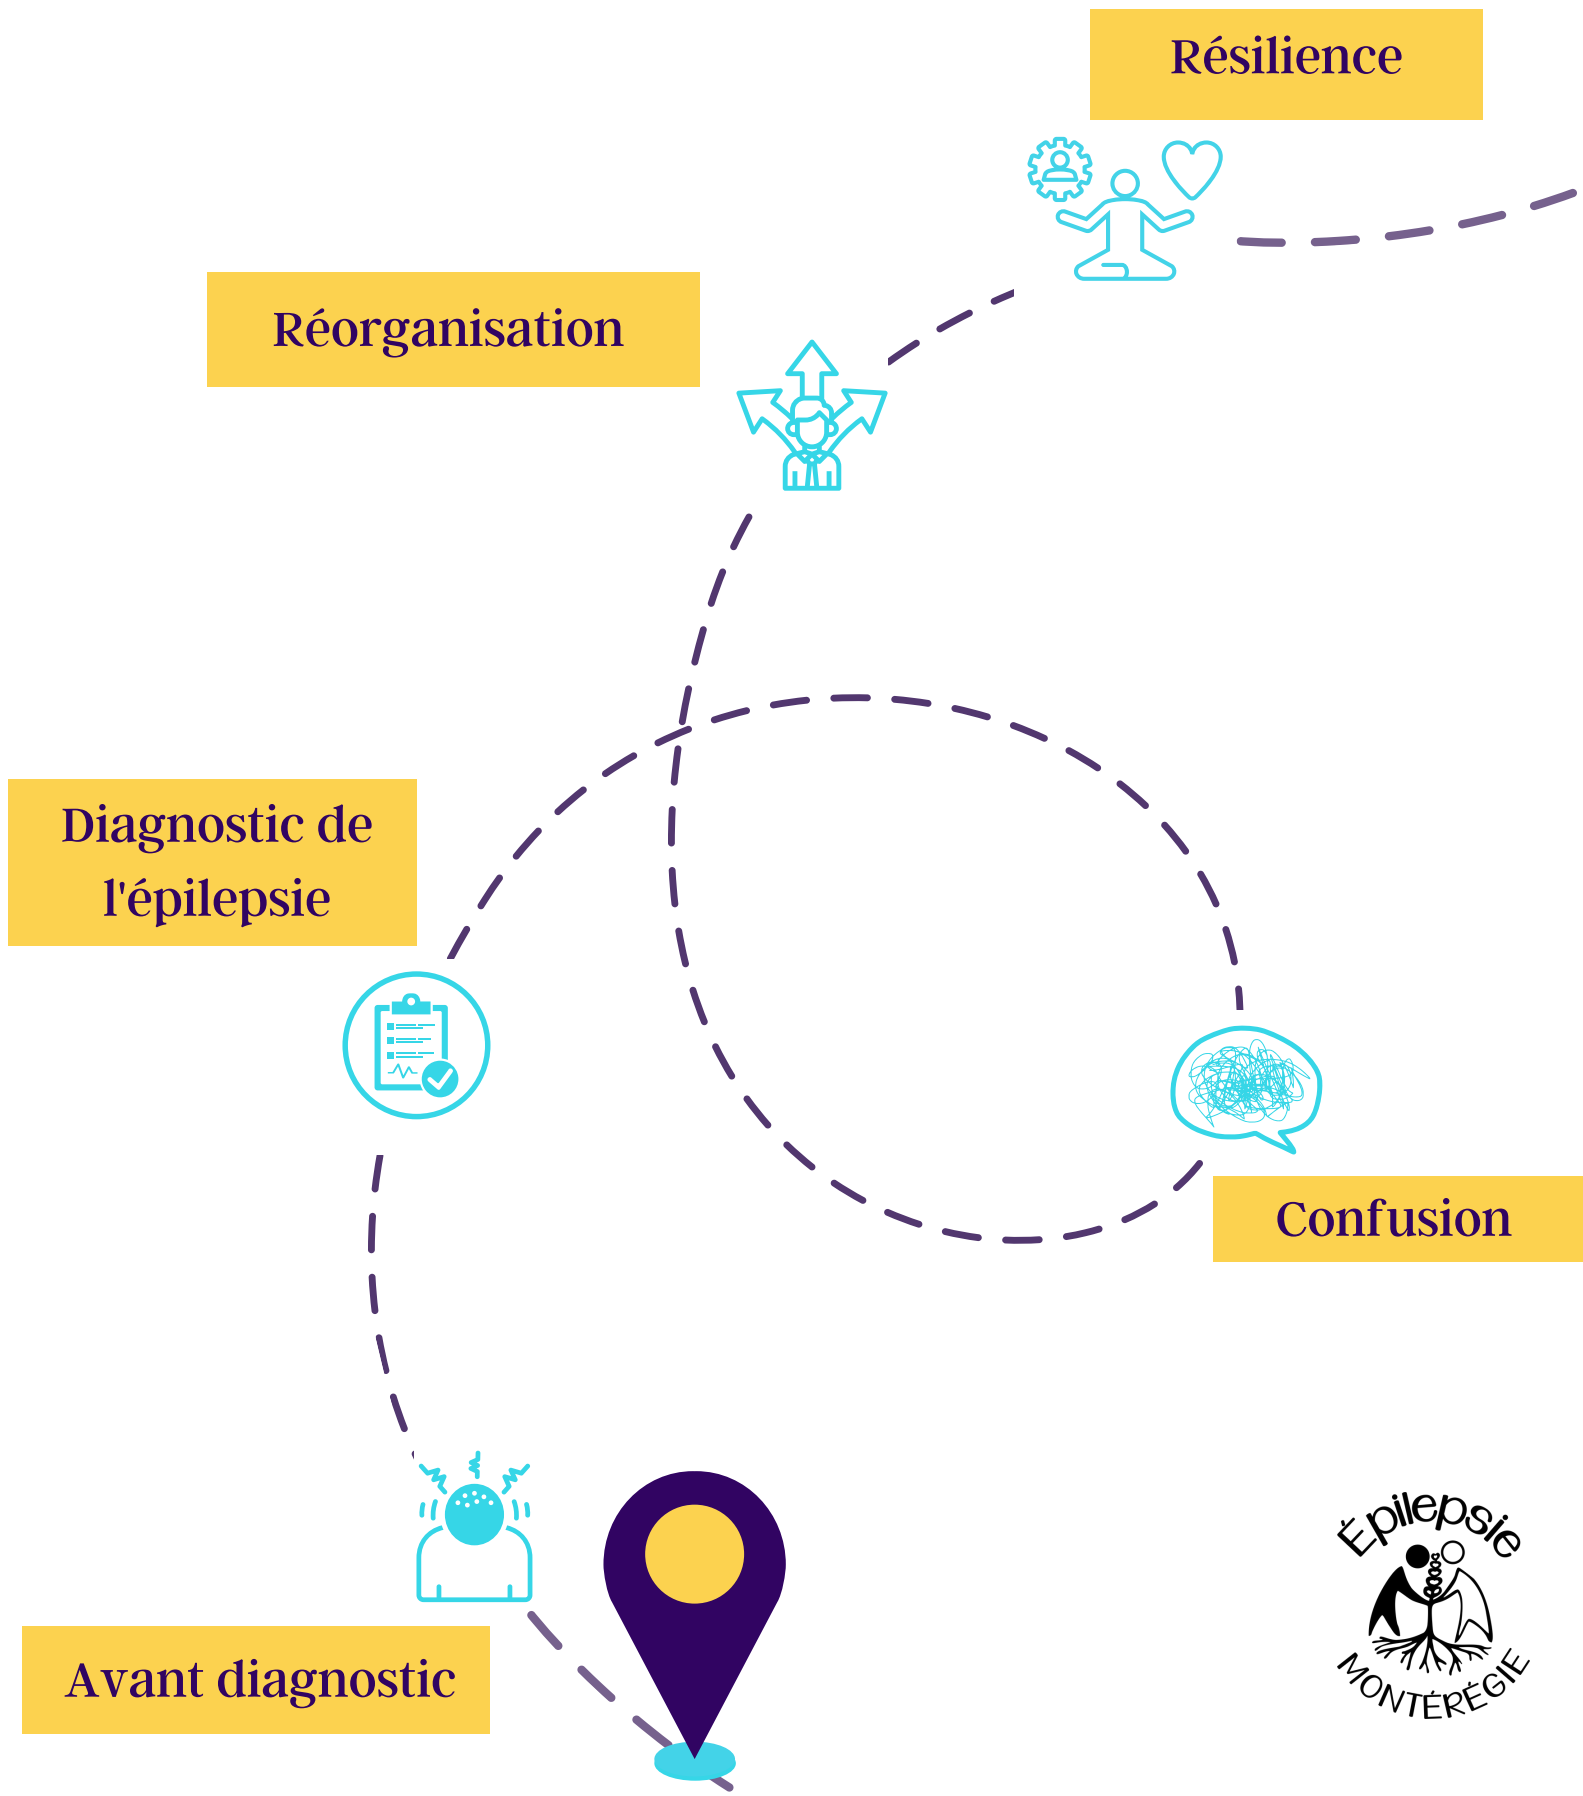 Résilience
Réorganisation
Diagnostic de
l'épilepsie
Confusion
Avant diagnostic
Épilepsie
MONTÉRÉGIE